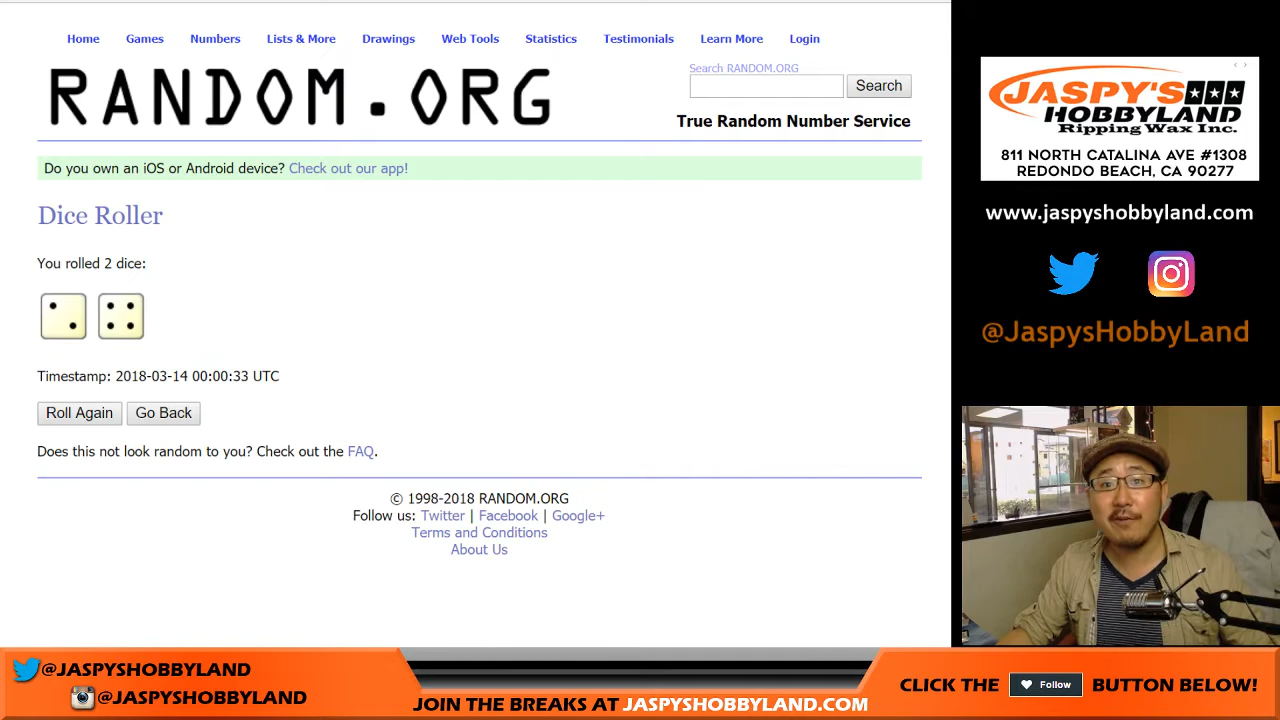 Home Games Numbers Lists & More Drawings Web Tools Statistics Testimonials Learn More Login
RANDOM.ORG
Search RANDOM.ORG
Search
True Random Number Service
Do you own an iOS or Android device? Check out our app!
Dice Roller
You rolled 2 dice:
Timestamp: 2018-03-14 00:00:33 UTC
Roll Again Go Back
Does this not look random to you? Check out the FAQ.
© 1998-2018 RANDOM.ORG
Follow us: Twitter | Facebook | Google+
Terms and Conditions
About Us
JASPY'S
HOBBYLAND
Ripping Wax Inc.
811 NORTH CATALINA AVE #1308
REDONDO BEACH, CA 90277
www.jaspyshobbyland.com
@JaspysHobbyLand
@JASPYSHOBBYLAND
@JASPYSHOBBYLAND
JOIN THE BREAKS AT JASPYSHOBBYLAND.COM
CLICK THE Follow BUTTON BELOW!